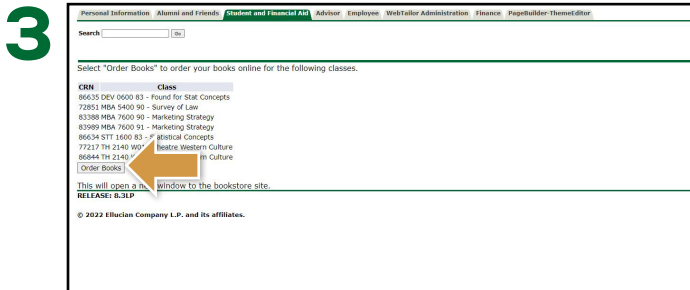 3
Personal Information Alumni and Friends Student and Financial Aid Advisor Employee WebTailor Administration Finance PageBuilder-ThemeEditor
Search Go
Select "Order Books" to order your books online for the following classes.
CRN Class
86635 DEV 0600 83 - Found for Stat Concepts
72851 MBA 5400 90 - Survey of Law
83388 MBA 7600 90 - Marketing Strategy
83989 MBA 7600 91 - Marketing Strategy
86634 STT 1600 83 - Statistical Concepts
77217 TH 2140 W01 Theatre Western Culture
86844 TH 2140 Culture
Order Books
This will open a new window to the bookstore site.
RELEASE: 8.3LP
© 2022 Ellucian Company L.P. and its affiliates.